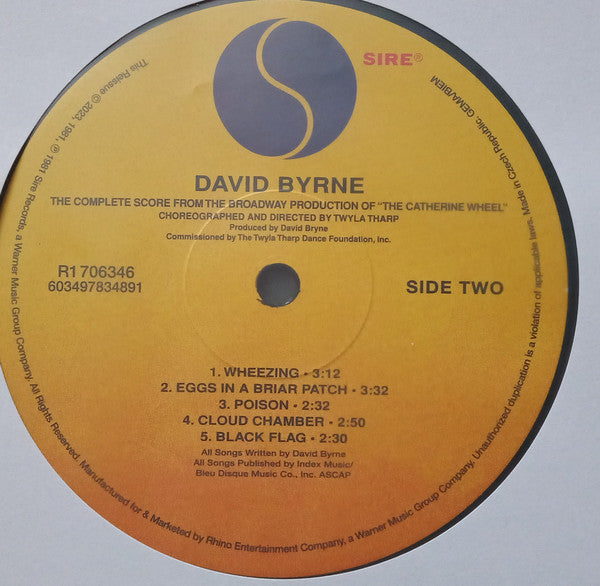 SIRE®
DAVID BYRNE
THE COMPLETE SCORE FROM THE BROADWAY PRODUCTION OF "THE CATHERINE WHEEL"
CHOREOGRAPHED AND DIRECTED BY TWYLA THARP
Produced by David Bryne
Commissioned by The Twyla Tharp Dance Foundation, Inc.
R1 706346
603497834891
SIDE TWO
1. WHEEZING • 3:12
2. EGGS IN A BRIAR PATCH • 3:32
3. POISON • 2:32
4. CLOUD CHAMBER • 2:50
5. BLACK FLAG • 2:30
All Songs Written by David Byrne
All Songs Published by Index Music/
Bleu Disque Music Co., Inc. ASCAP
This Reissue © 2023, 1981, ℗ 1981 Sire Records, a Warner Music Group Company. All Rights Reserved. Manufactured for & Marketed by Rhino Entertainment Company, a Warner Music Group Company. Unauthorized duplication is a violation of applicable laws. Made in Czech Republic. GEMA/BIEM